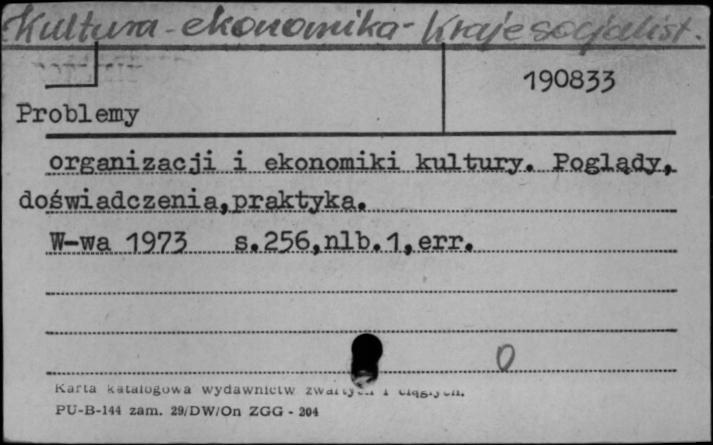 Kultura - ekonomika - Kraje socjalist.
190833
Problemy
organizacji i ekonomiki kultury. Poglądy,
doświadczenia,praktyka.
W-wa 1973 s.256,nlb.1,err.
0
Karta katalogowa wydawnictw zwartych i ciągłych.
PU-B-144 zam. 29/DW/On ZGG - 204